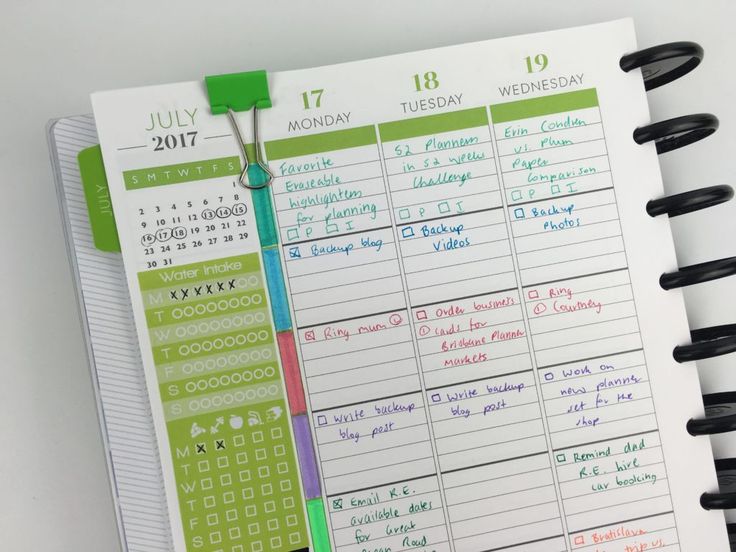 JULY
2017
S M T W T F S
1
2 3 4 5 6 7 8
9 10 11 12 13 14 15
16 17 18 19 20 21 22
23 24 25 26 27 28 29
30 31
Water Intake
M
T
W
T
F
S
S
M
T
W
T
F
S
JULY
17
MONDAY
Favorite
Eraseable
highlighters
for planning
P I
Backup blog
Ring mum
Write backup
blog post
Email R.E.
available dates
for Great
Ocean Road
18
TUESDAY
52 Planners
in 52 weeks
Challenge
P I
Backup
Videos
Order business
cards for
Brisbane Planner
Markets
Write backup
blog post
19
WEDNESDAY
Erin Condren
vs Plum
Paper
comparison
P I
Backup
Photos
Ring
Courtney
Work on
new planner
set for the
shop
Remind dad
R.E. hire
car booking
Bratislava
trip vs